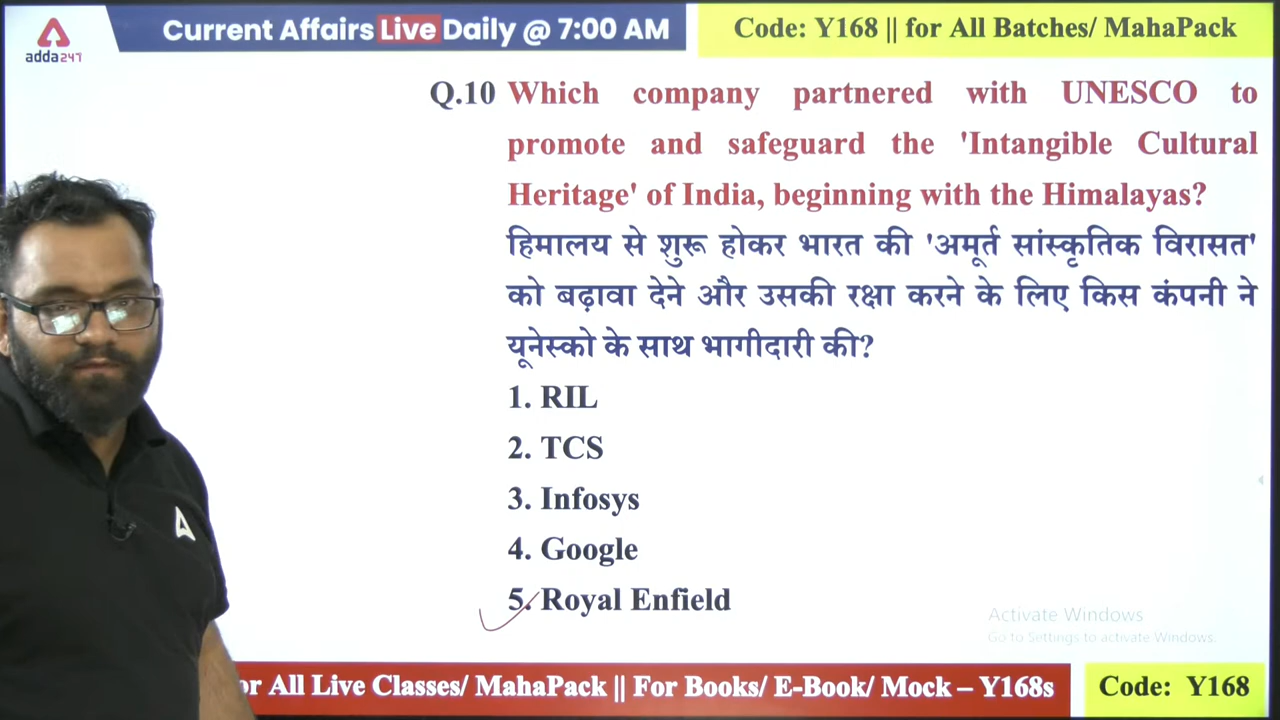 Current Affairs Live Daily @ 7:00 AM
Code: Y168 || for All Batches/ MahaPack
adda247
Q.10 Which company partnered with UNESCO to
promote and safeguard the 'Intangible Cultural
Heritage' of India, beginning with the Himalayas?
हिमालय से शुरू होकर भारत की 'अमूर्त सांस्कृतिक विरासत'
को बढ़ावा देने और उसकी रक्षा करने के लिए किस कंपनी ने
यूनेस्को के साथ भागीदारी की?
1. RIL
2. TCS
3. Infosys
4. Google
5. Royal Enfield
Activate Windows
Go to Settings to activate Windows.
or All Live Classes/ MahaPack || For Books/ E-Book/ Mock – Y168s
Code: Y168